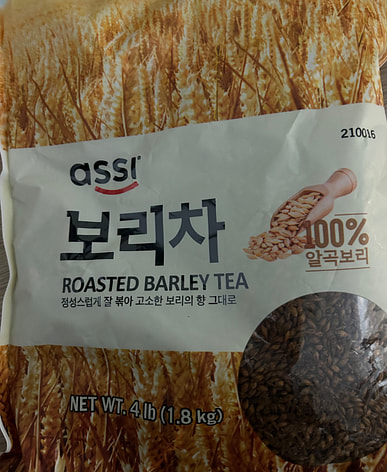 210016
assi
보리차
100%
알곡보리
ROASTED BARLEY TEA
정성스럽게 잘 볶아 고소한 보리의 향 그대로
NET WT. 4 lb (1.8 kg)